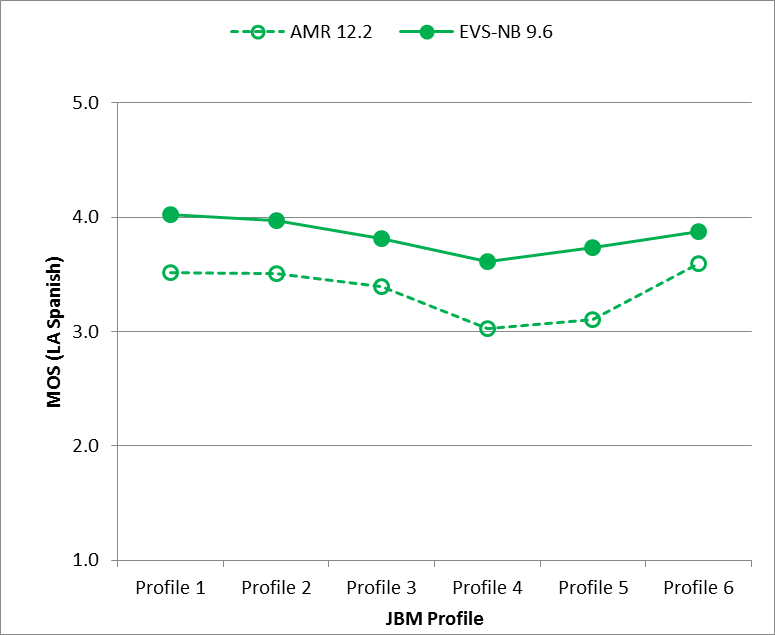 AMR 12.2 EVS-NB 9.6
5.0
4.0
3.0
2.0
1.0
MOS (LA Spanish)
Profile 1 Profile 2 Profile 3 Profile 4 Profile 5 Profile 6
JBM Profile